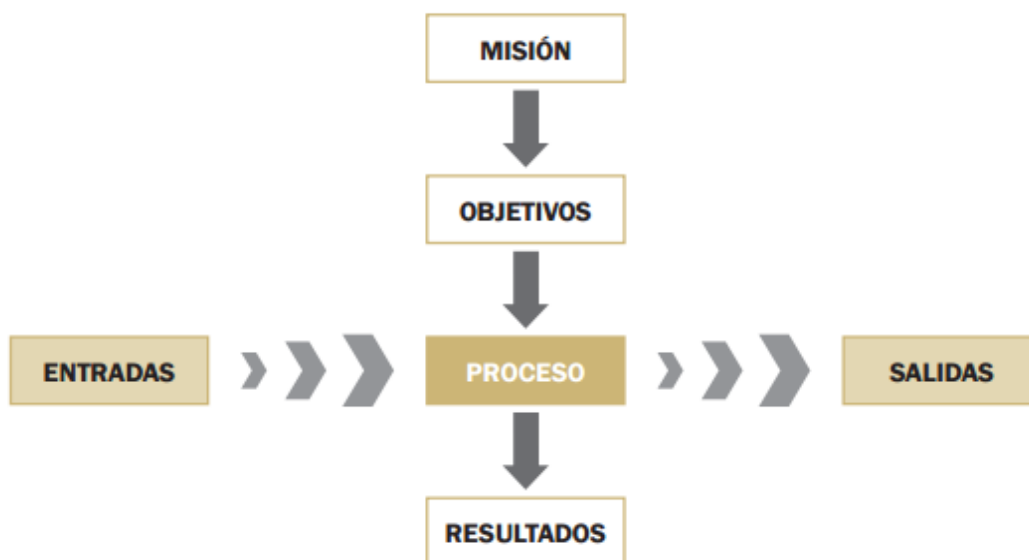 MISIÓN
OBJETIVOS
ENTRADAS
PROCESO
SALIDAS
RESULTADOS